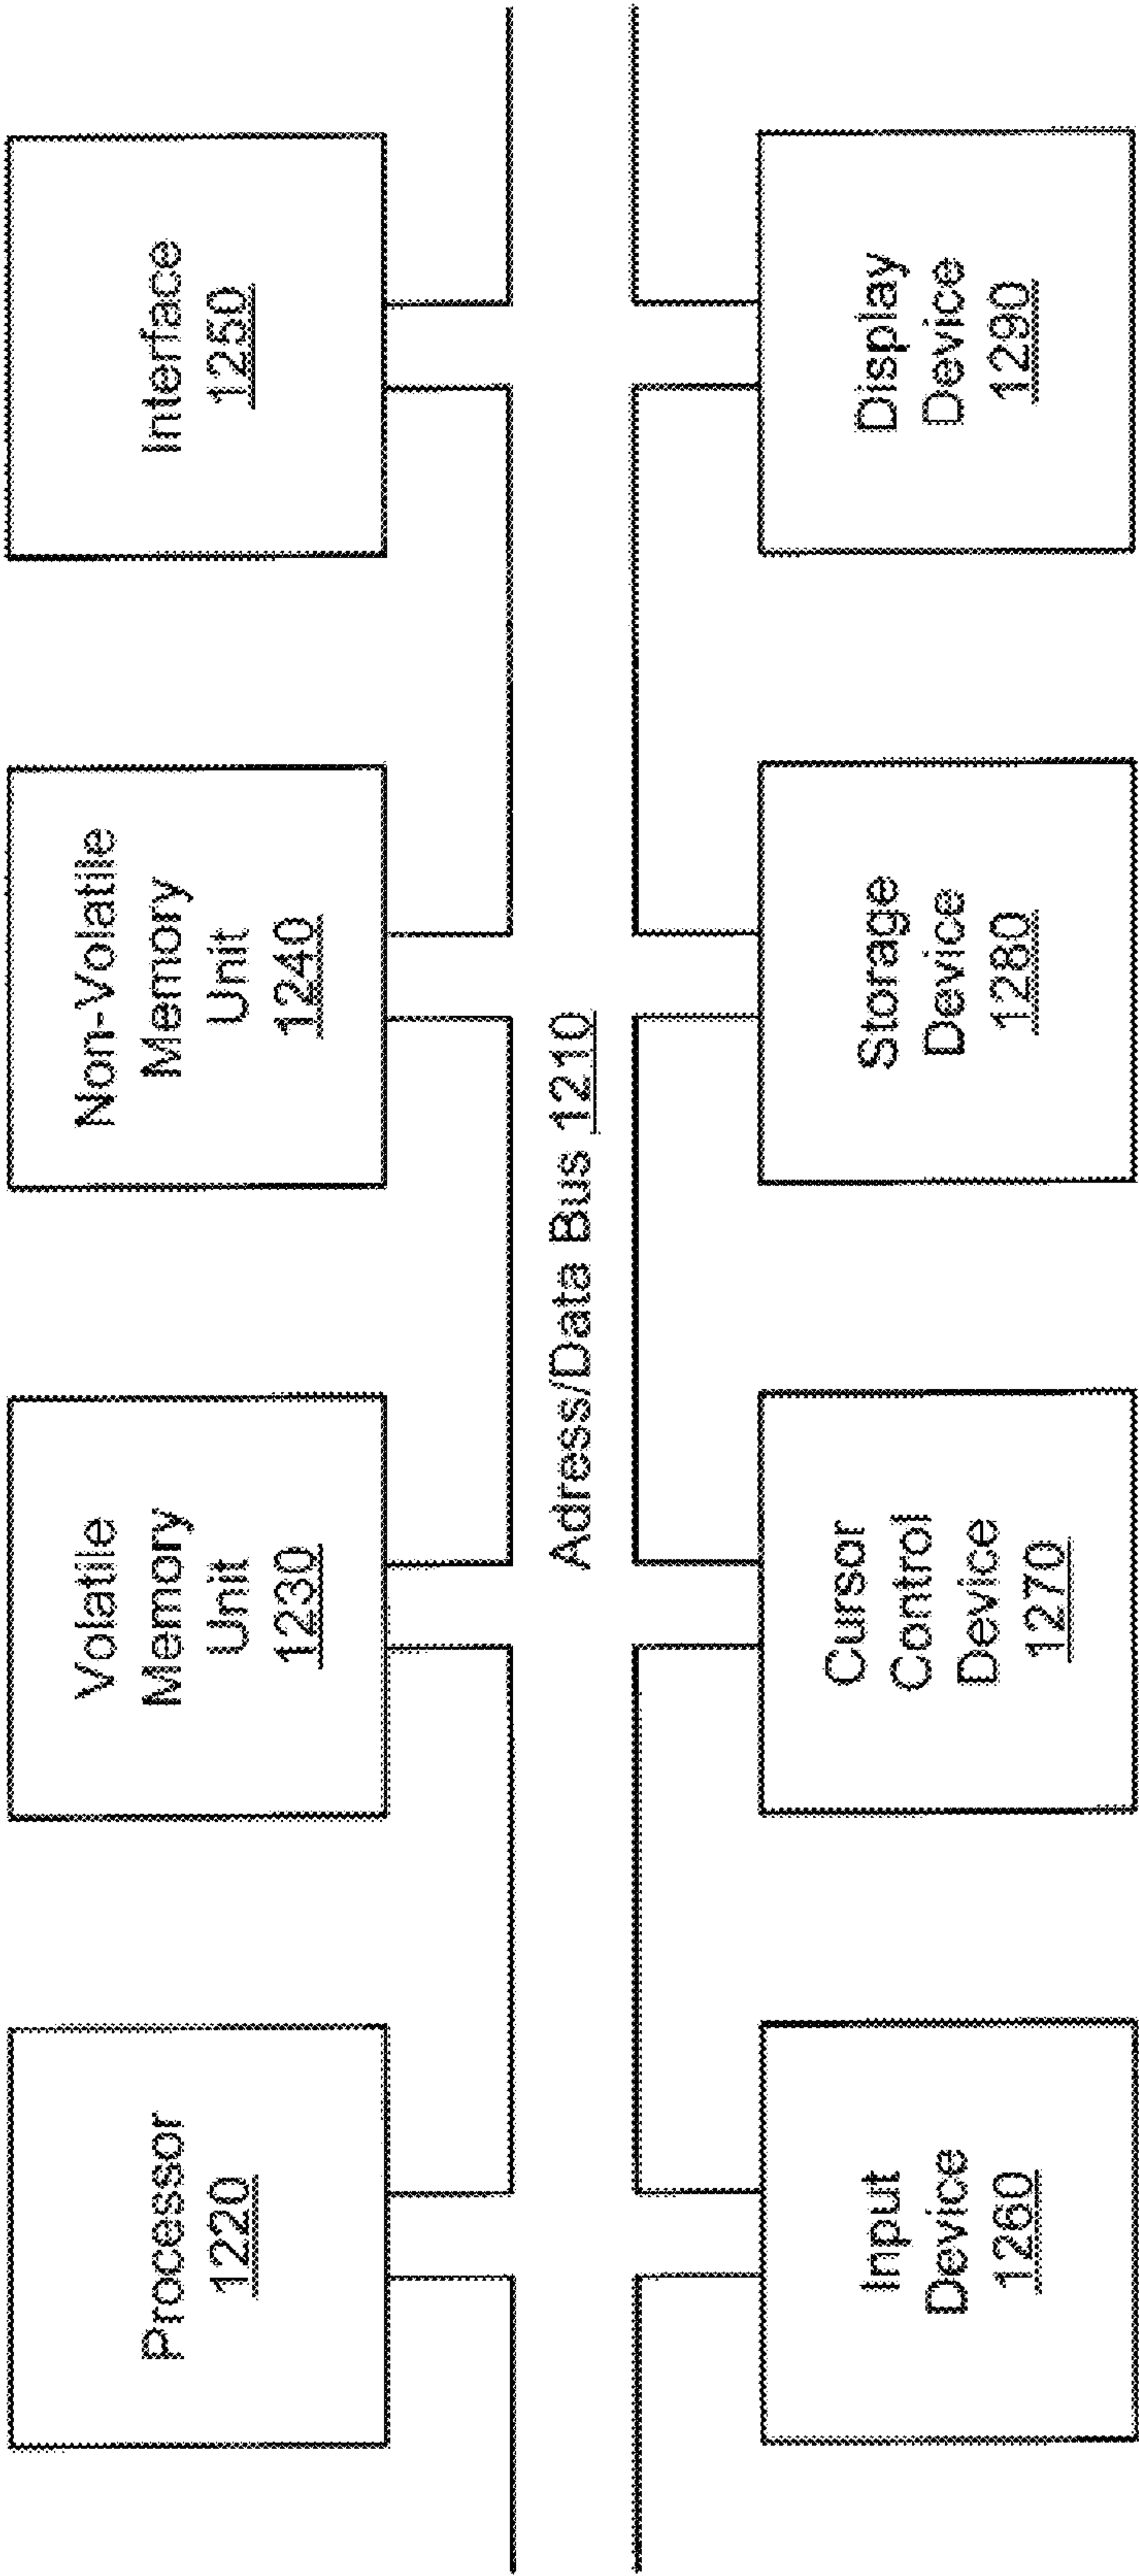 Processor
1220
Volatile
Memory
Unit
1230
Non-Volatile
Memory
Unit
1240
Interface
1250
Adress/Data Bus 1210
Input
Device
1260
Cursor
Control
Device
1270
Storage
Device
1280
Display
Device
1290